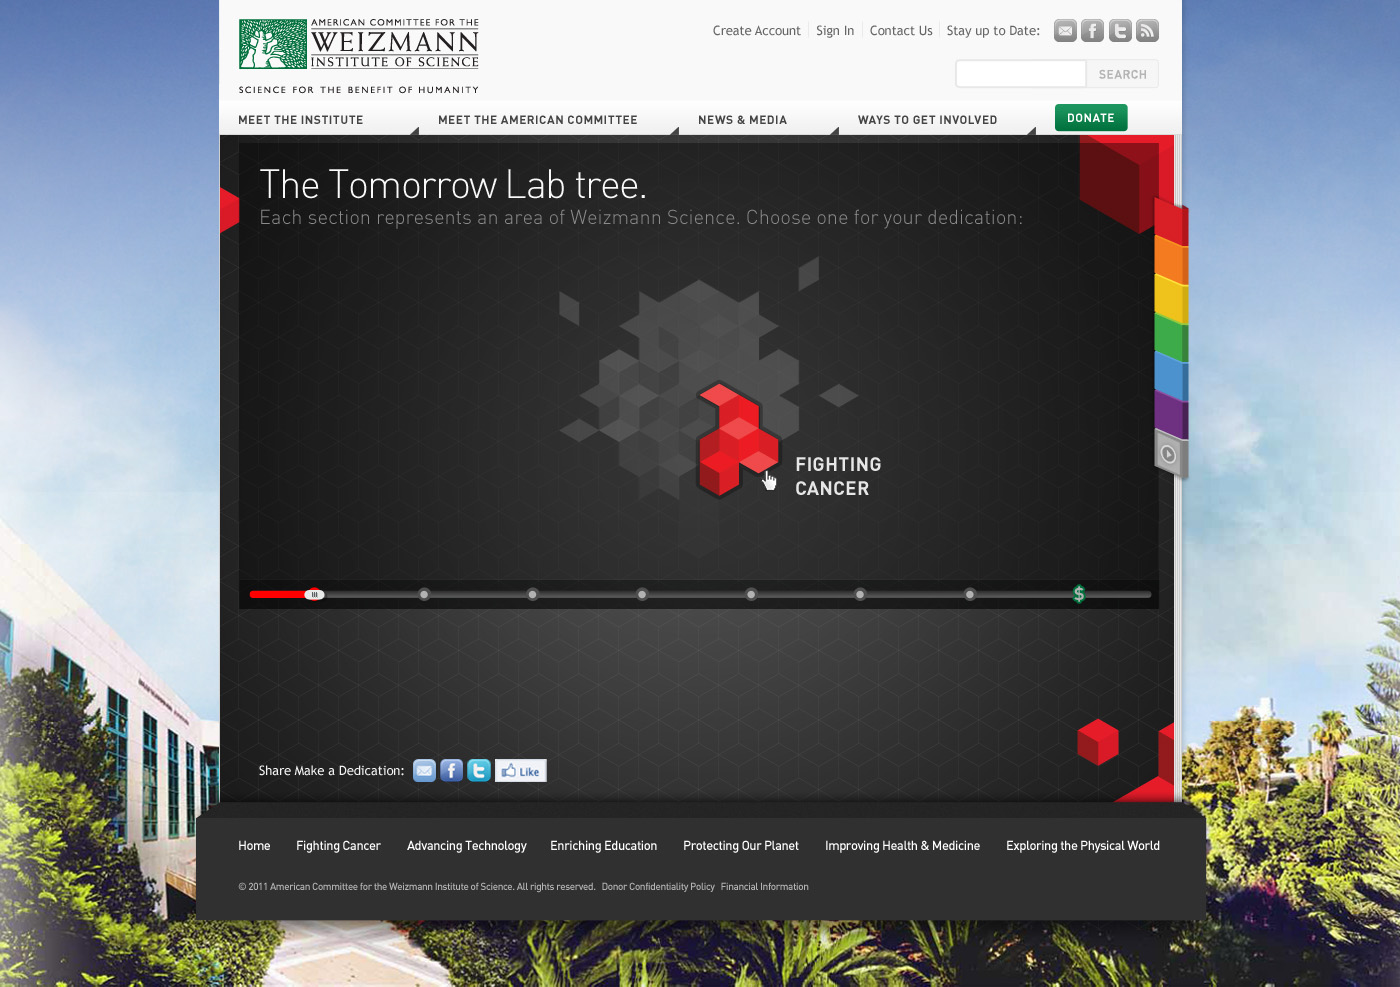 AMERICAN COMMITTEE FOR THE
WEIZMANN
INSTITUTE OF SCIENCE
SCIENCE FOR THE BENEFIT OF HUMANITY
Create Account
Sign In
Contact Us
Stay up to Date:
SEARCH
MEET THE INSTITUTE
MEET THE AMERICAN COMMITTEE
NEWS & MEDIA
WAYS TO GET INVOLVED
DONATE
The Tomorrow Lab tree.
Each section represents an area of Weizmann Science. Choose one for your dedication:
FIGHTING
CANCER
$
Share Make a Dedication:
Like
Home
Fighting Cancer
Advancing Technology
Enriching Education
Protecting Our Planet
Improving Health & Medicine
Exploring the Physical World
© 2011 American Committee for the Weizmann Institute of Science. All rights reserved. Donor Confidentiality Policy Financial Information